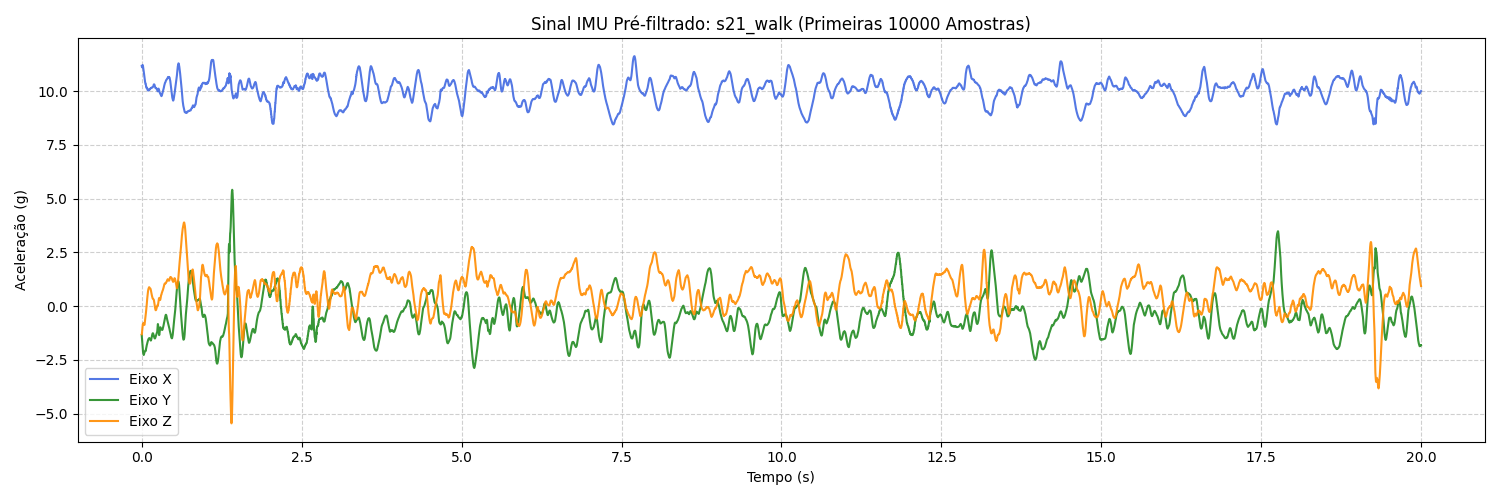 Sinal IMU Pré-filtrado: s21_walk (Primeiras 10000 Amostras)
Aceleração (g)
10.0
7.5
5.0
2.5
0.0
−2.5
−5.0
Eixo X
Eixo Y
Eixo Z
0.0 2.5 5.0 7.5 10.0 12.5 15.0 17.5 20.0
Tempo (s)